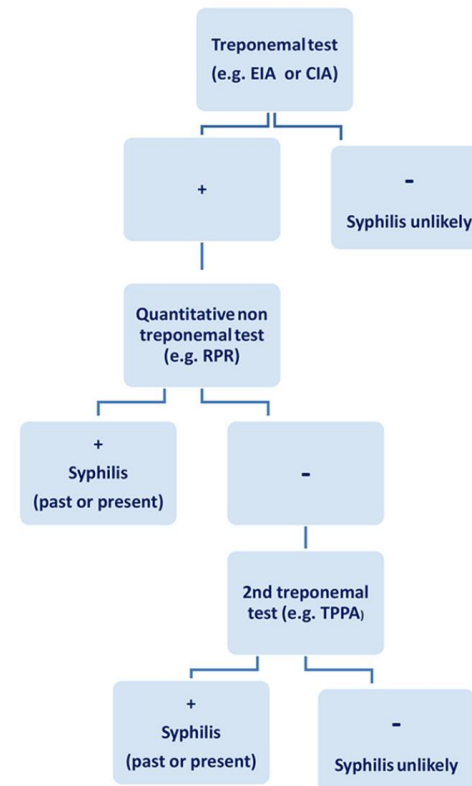 Treponemal test
(e.g. EIA or CIA)
+
-
Syphilis unlikely
Quantitative non
treponemal test
(e.g. RPR)
+
Syphilis
(past or present)
-
2nd treponemal
test (e.g. TPPA)
+
Syphilis
(past or present)
-
Syphilis unlikely